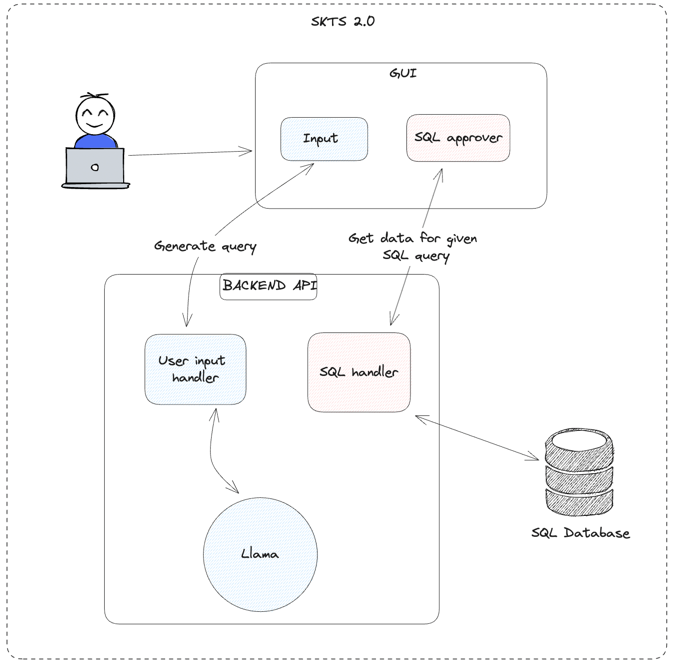 SKTS 2.0
GUI
Input
SQL approver
Generate query
Get data for given
SQL query
BACKEND API
User input
handler
SQL handler
Llama
SQL Database